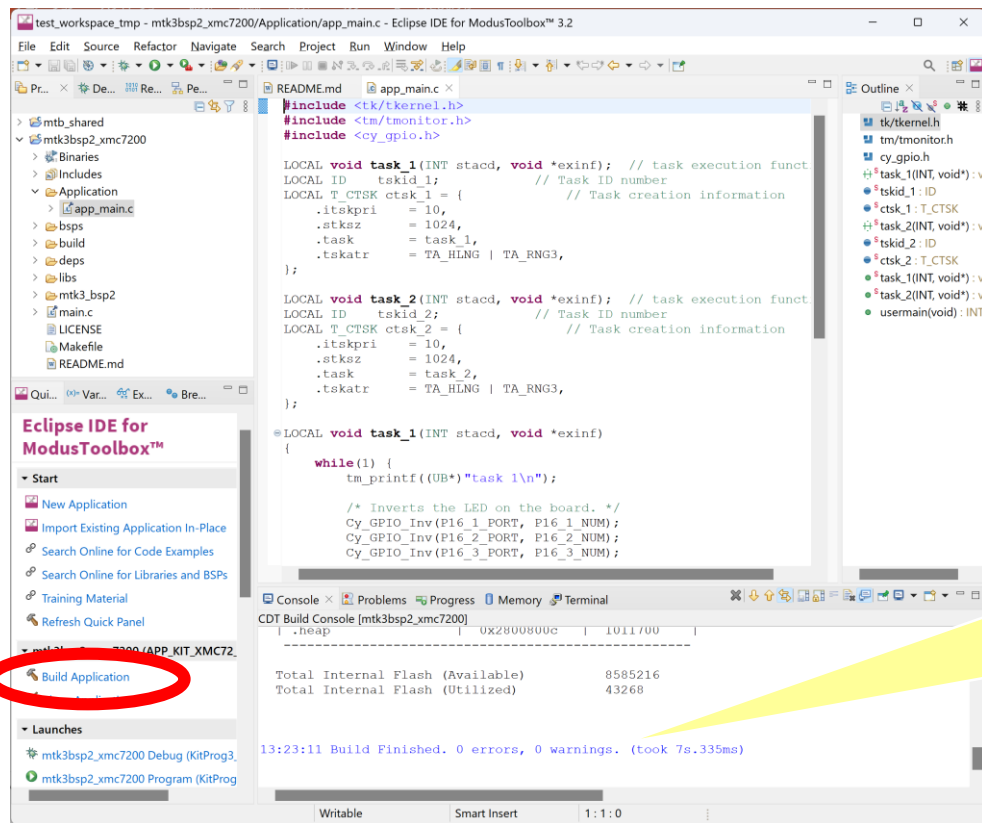 test_workspace_tmp - mtk3bsp2_xmc7200/Application/app_main.c - Eclipse IDE for ModusToolbox™ 3.2
File Edit Source Refactor Navigate Search Project Run Window Help
Pr... De... Re... Pe...
mtb_shared
mtk3bsp2_xmc7200
Binaries
Includes
Application
app_main.c
bsps
build
deps
libs
mtk3_bsp2
main.c
LICENSE
Makefile
README.md
Qui... Var... Ex... Bre...
Eclipse IDE for
ModusToolbox™
Start
New Application
Import Existing Application In-Place
Search Online for Code Examples
Search Online for Libraries and BSPs
Training Material
Refresh Quick Panel
(APP_KIT_XMC72_
Build Application
Launches
mtk3bsp2_xmc7200 Debug (KitProg3_
mtk3bsp2_xmc7200 Program (KitProg
README.md app_main.c
#include <tk/tkernel.h>
#include <tm/tmonitor.h>
#include <cy_gpio.h>
LOCAL void task_1(INT stacd, void *exinf); // task execution funct
LOCAL ID tskid_1; // Task ID number
LOCAL T_CTSK ctsk_1 = { // Task creation information
.itskpri = 10,
.stksz = 1024,
.task = task_1,
.tskatr = TA_HLNG | TA_RNG3,
};
LOCAL void task_2(INT stacd, void *exinf); // task execution funct
LOCAL ID tskid_2; // Task ID number
LOCAL T_CTSK ctsk_2 = { // Task creation information
.itskpri = 10,
.stksz = 1024,
.task = task_2,
.tskatr = TA_HLNG | TA_RNG3,
};
LOCAL void task_1(INT stacd, void *exinf)
{
while(1) {
tm_printf((UB*)"task 1\n");
/* Inverts the LED on the board. */
Cy_GPIO_Inv(P16_1_PORT, P16_1_NUM);
Cy_GPIO_Inv(P16_2_PORT, P16_2_NUM);
Cy_GPIO_Inv(P16_3_PORT, P16_3_NUM);
Outline
tk/tkernel.h
tm/tmonitor.h
cy_gpio.h
task_1(INT, void*) : v
tskid_1 : ID
ctsk_1 : T_CTSK
task_2(INT, void*) : v
tskid_2 : ID
ctsk_2 : T_CTSK
task_1(INT, void*) : v
task_2(INT, void*) : v
usermain(void) : INT
Console Problems Progress Memory Terminal
CDT Build Console [mtk3bsp2_xmc7200]
| .heap | 0x2800800c | 1011700 |
------------------------------------------------------
Total Internal Flash (Available) 8585216
Total Internal Flash (Utilized) 43268
13:23:11 Build Finished. 0 errors, 0 warnings. (took 7s.335ms)
Writable Smart Insert 1 : 1 : 0